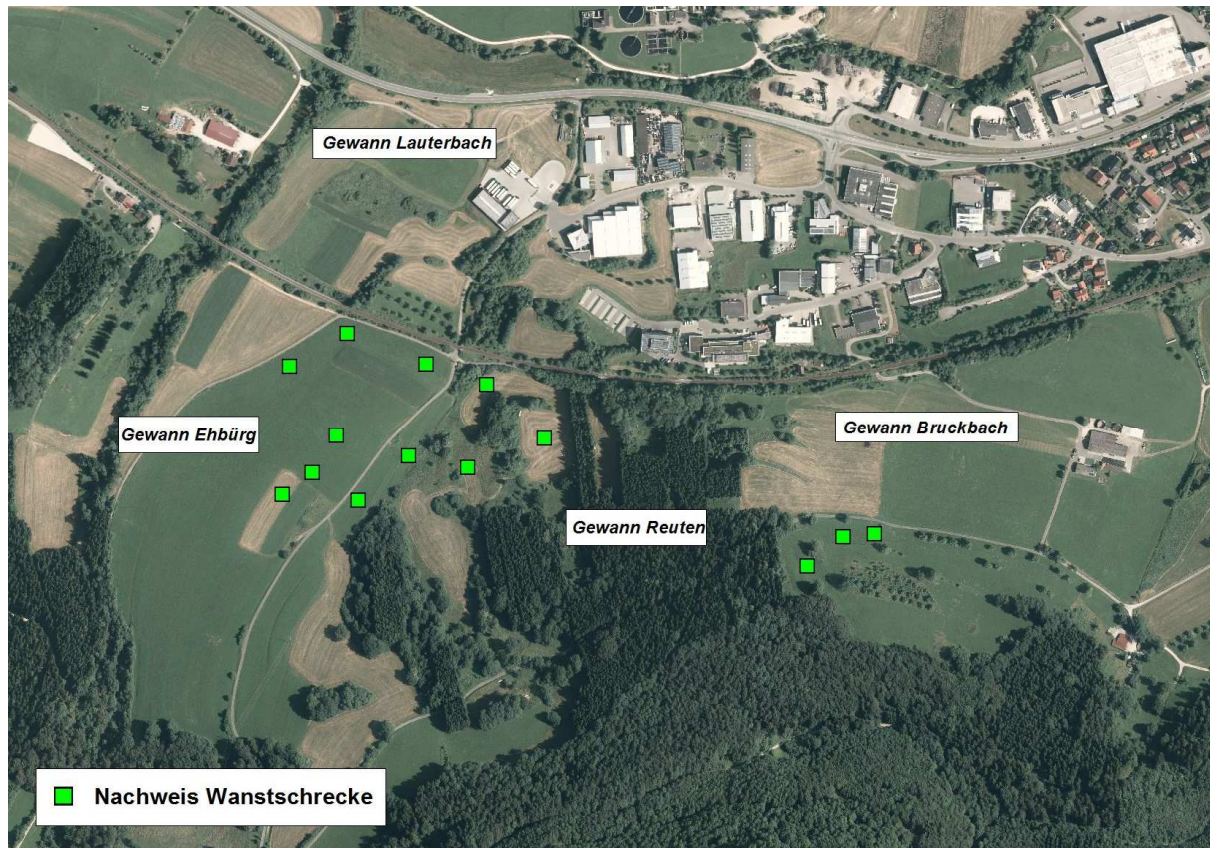 Gewann Lauterbach
Gewann Ehbürg
Gewann Bruckbach
Gewann Reuten
Nachweis Wanstschrecke